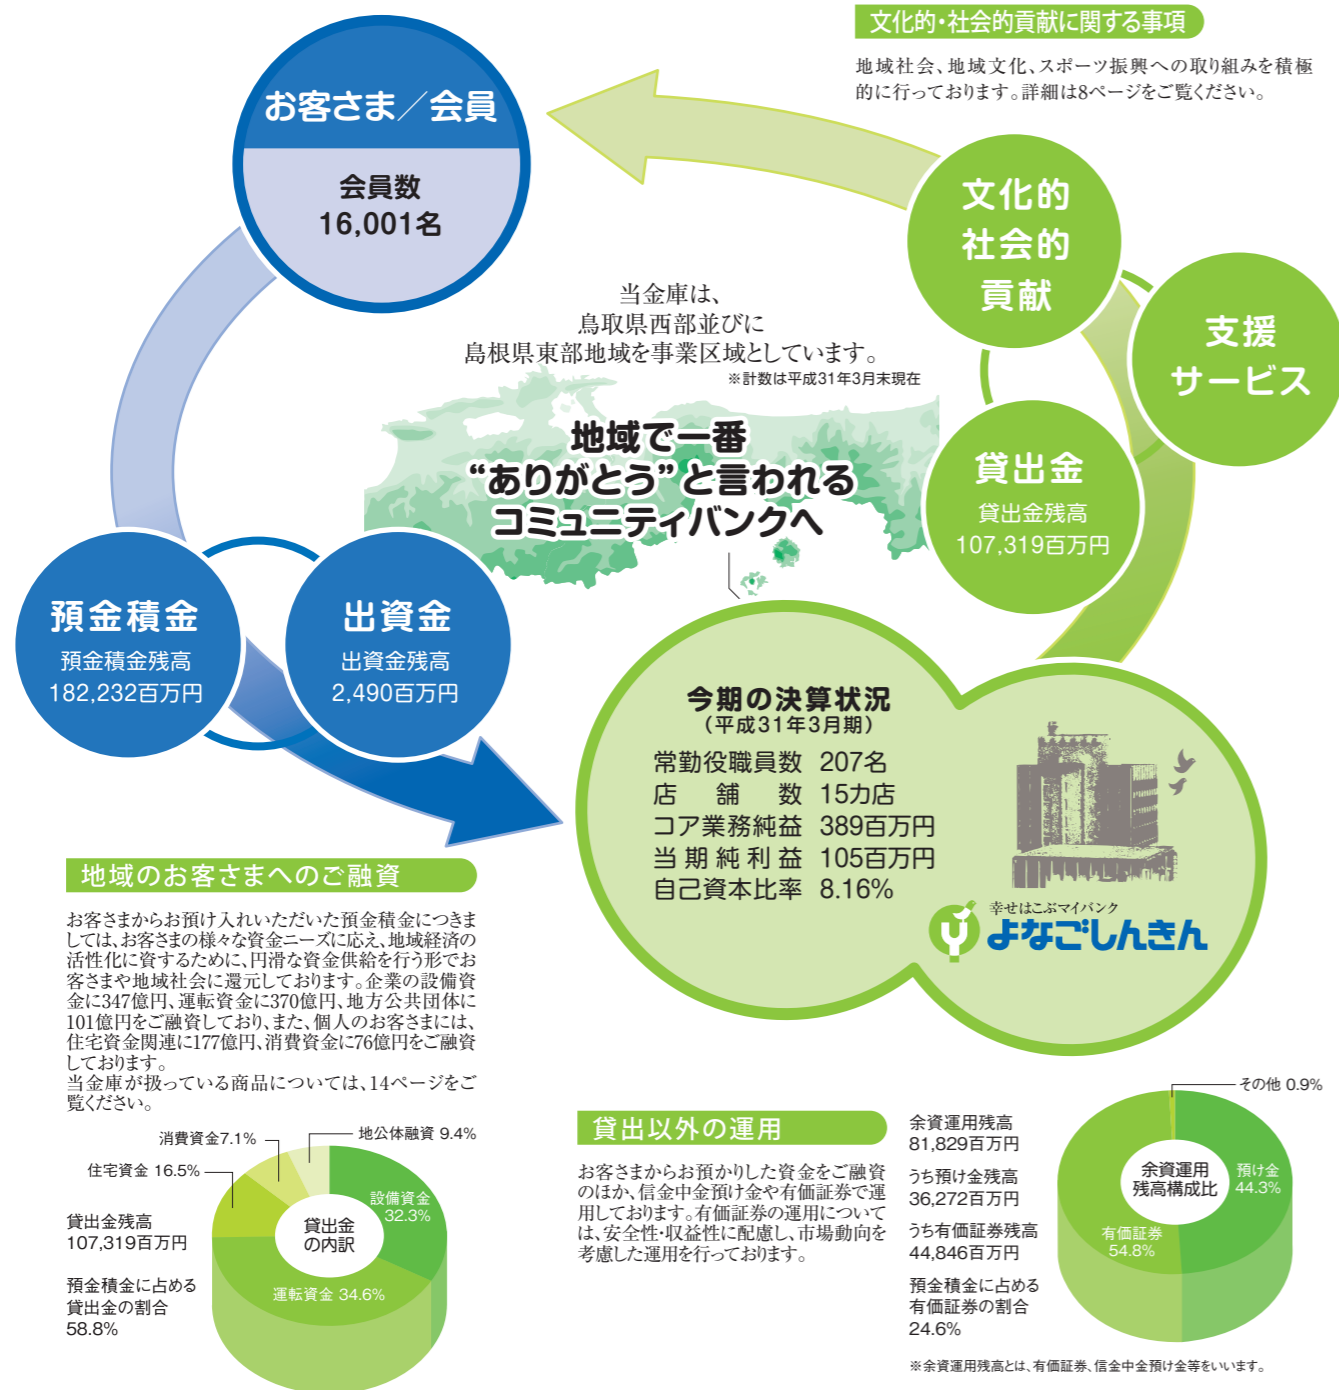 文化的・社会的貢献に関する事項
地域社会、地域文化、スポーツ振興への取り組みを積極
的に行っております。詳細は8ページをご覧ください。
お客さま／会員
会員数
16,001名
文化的
社会的
貢献
支援
サービス
貸出金
貸出金残高
107,319百万円
当金庫は、
鳥取県西部並びに
島根県東部地域を事業区域としています。
※計数は平成31年3月末現在
地域で一番
“ありがとう”と言われる
コミュニティバンクへ
預金積金
預金積金残高
182,232百万円
出資金
出資金残高
2,490百万円
今期の決算状況
（平成31年3月期）
常勤役職員数 207名
店舗数 15カ店
コア業務純益 389百万円
当期純利益 105百万円
自己資本比率 8.16%
幸せはこぶマイバンク
よなごしんきん
地域のお客さまへのご融資
お客さまからお預け入れいただいた預金積金につきま
しては、お客さまの様々な資金ニーズに応え、地域経済の
活性化に資するために、円滑な資金供給を行う形でお
客さまや地域社会に還元しております。企業の設備資
金に347億円、運転資金に370億円、地方公共団体に
101億円をご融資しており、また、個人のお客さまには、
住宅資金関連に177億円、消費資金に76億円をご融資
しております。
当金庫が扱っている商品については、14ページをご
覧ください。
消費資金7.1%
地公体融資 9.4%
住宅資金 16.5%
設備資金
32.3%
貸出金
の内訳
運転資金 34.6%
貸出金残高
107,319百万円
預金積金に占める
貸出金の割合
58.8%
貸出以外の運用
お客さまからお預かりした資金をご融資
のほか、信金中金預け金や有価証券で運
用しております。有価証券の運用について
は、安全性・収益性に配慮し、市場動向を
考慮した運用を行っております。
余資運用残高
81,829百万円
うち預け金残高
36,272百万円
うち有価証券残高
44,846百万円
預金積金に占める
有価証券の割合
24.6%
その他 0.9%
余資運用
残高構成比
預け金
44.3%
有価証券
54.8%
※余資運用残高とは、有価証券、信金中金預け金等をいいます。